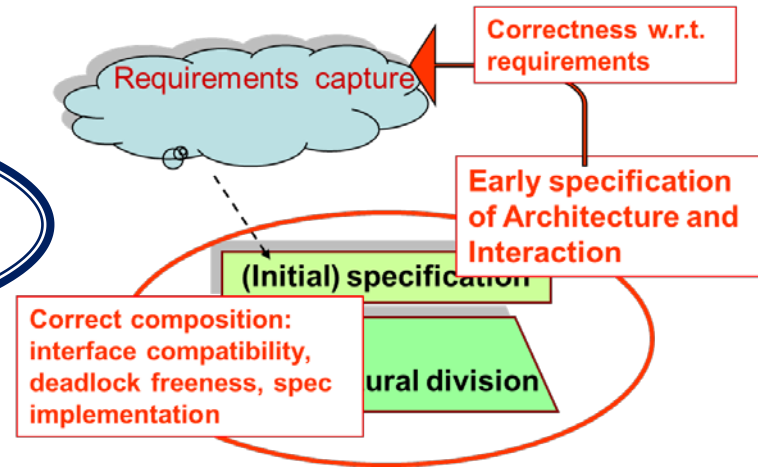 Correctness w.r.t.
requirements
Requirements capture
Early specification
of Architecture and
Interaction
(Initial) specification
Correct composition:
interface compatibility,
deadlock freeness, spec
implementation
ural division